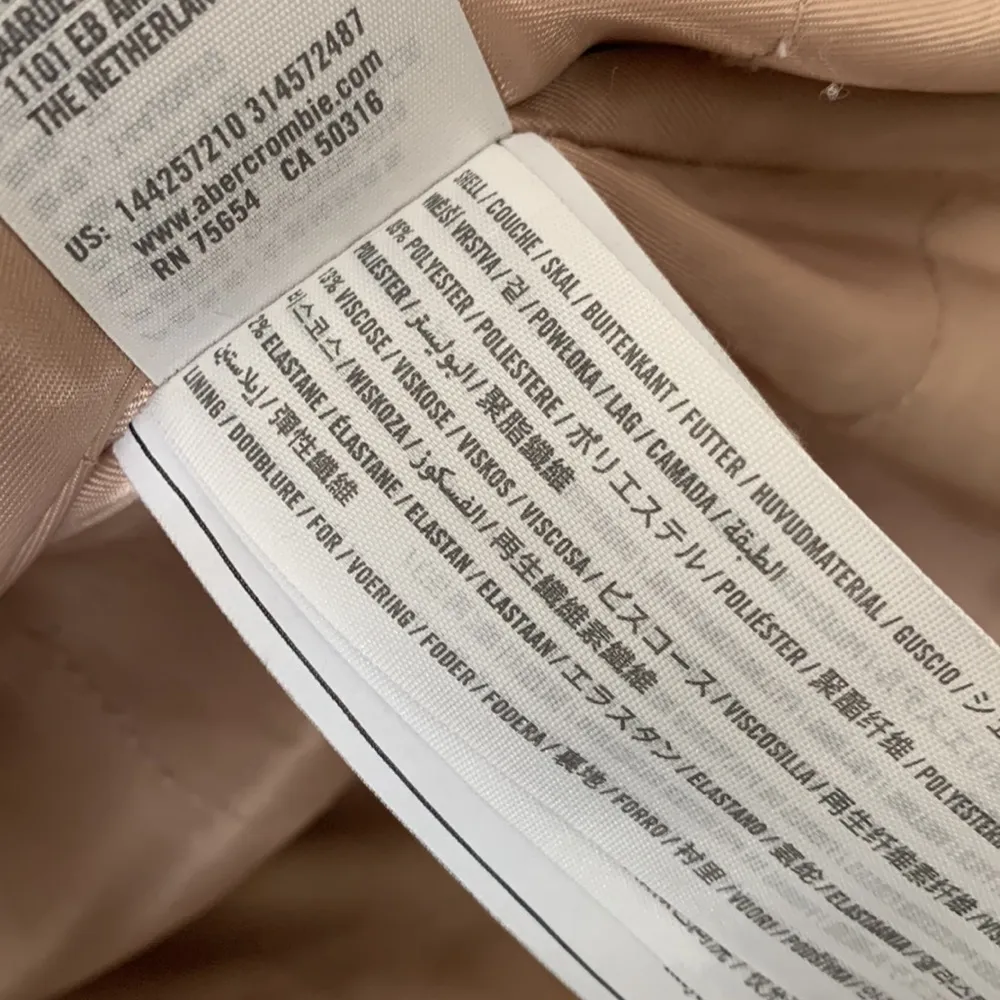 1101 EB AM
THE NETHERLAN
US: 144257210 314572487
www.abercrombie.com
RN 75654 CA 50316
SHELL / COUCHE / SKAL / BUITENKANT / FUTTER / HUVUDMATERIAL / GUSCIO /
WĚJŠÍ VRSTVA / 겉 / POWŁOKA / LAG / CAMADA / الطبقة
85% POLYESTER / POLIESTERE / ポリエステル / POLIÉSTER / 聚酯纤维 / POLYESTER
POLIESTER / البوليستر / 聚脂纖維
13% VISCOSE / VISKOSE / VISKOS / VISCOSA / ビスコース / VISCOSILLA / 再生纤维素纤维
비스코스 / WISKOZA / الفسكوز / 再生纖維素纖維
2% ELASTANE / ÉLASTANE / ELASTAN / ELASTAAN / エラスタン / ELASTANO / 氨纶 / ELASTAANIA
إيلاستين / 彈性纖維
LINING / DOUBLURE / FOR / VOERING / FODER / FODERA / 裏地 / FORRO / 衬里 / VUORI